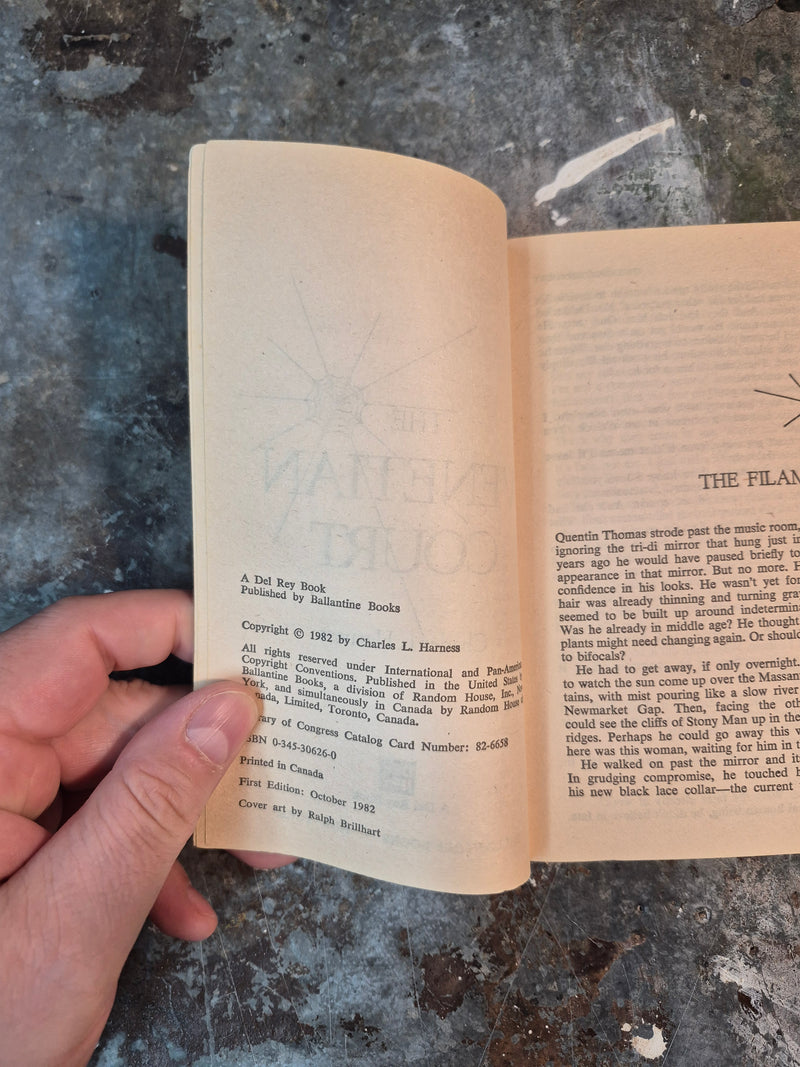 A Del Rey Book
Published by Ballantine Books
Copyright © 1982 by Charles L. Harness
All rights reserved under International and Pan-American
Copyright Conventions. Published in the United States by
Ballantine Books, a division of Random House, Inc., New
York, and simultaneously in Canada by Random House of
Canada, Limited, Toronto, Canada.
Library of Congress Catalog Card Number: 82-6658
ISBN 0-345-30626-0
Printed in Canada
First Edition: October 1982
Cover art by Ralph Brillhart
THE FILAM
Quentin Thomas strode past the music room,
ignoring the tri-di mirror that hung just in
years ago he would have paused briefly to
appearance in that mirror. But no more. H
confidence in his looks. He wasn't yet for
hair was already thinning and turning gra
seemed to be built up around indetermina
Was he already in middle age? He thought
plants might need changing again. Or should
to bifocals?
He had to get away, if only overnight.
to watch the sun come up over the Massan
tains, with mist pouring like a slow river
Newmarket Gap. Then, facing the oth
could see the cliffs of Stony Man up in the
ridges. Perhaps he could go away this w
here was this woman, waiting for him in t
He walked on past the mirror and it
In grudging compromise, he touched h
his new black lace collar—the current